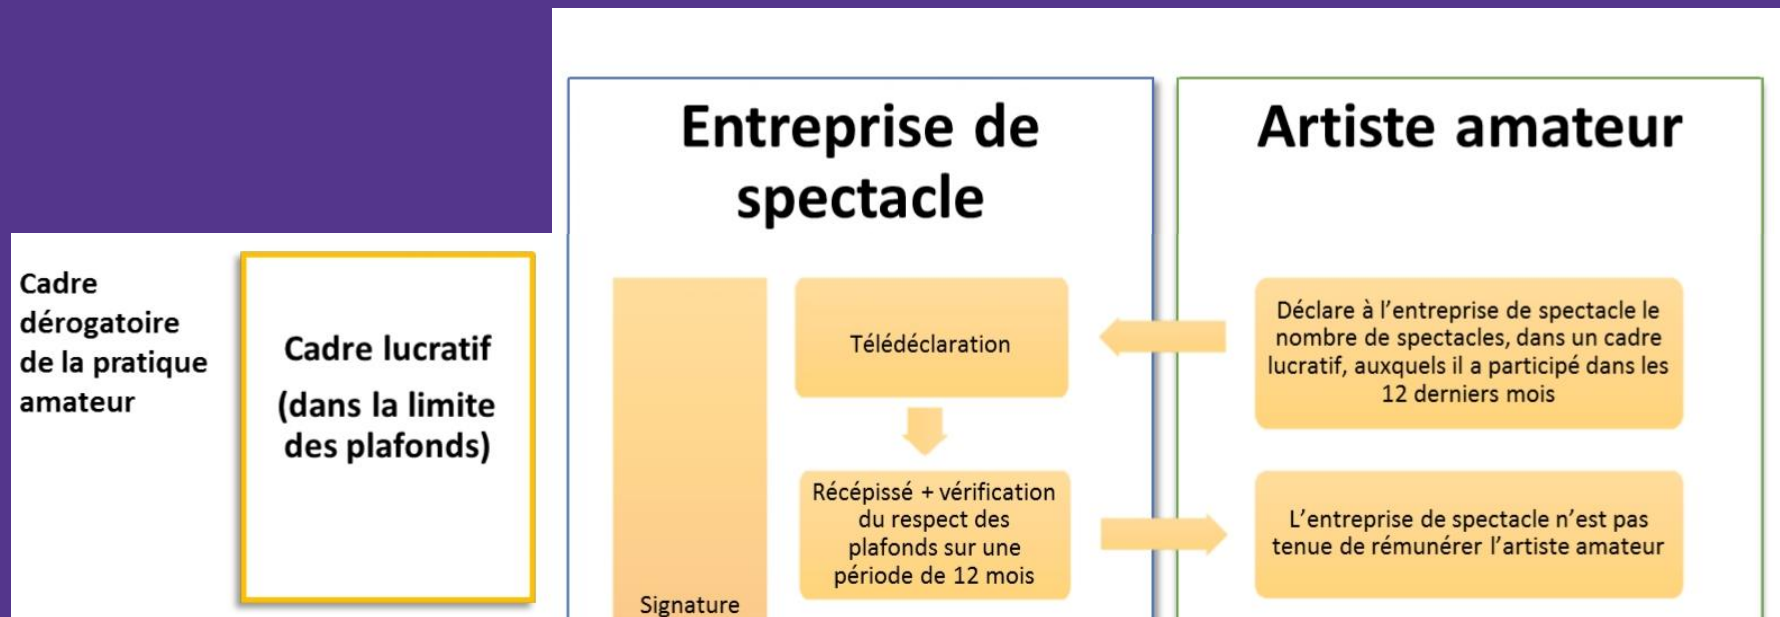 Entreprise de
spectacle
Artiste amateur
Cadre
dérogatoire
de la pratique
amateur
Cadre lucratif
(dans la limite
des plafonds)
Télédéclaration
Déclare à l’entreprise de spectacle le
nombre de spectacles, dans un cadre
lucratif, auxquels il a participé dans les
12 derniers mois
Récépissé + vérification
du respect des
plafonds sur une
période de 12 mois
L’entreprise de spectacle n’est pas
tenue de rémunérer l’artiste amateur
Signature